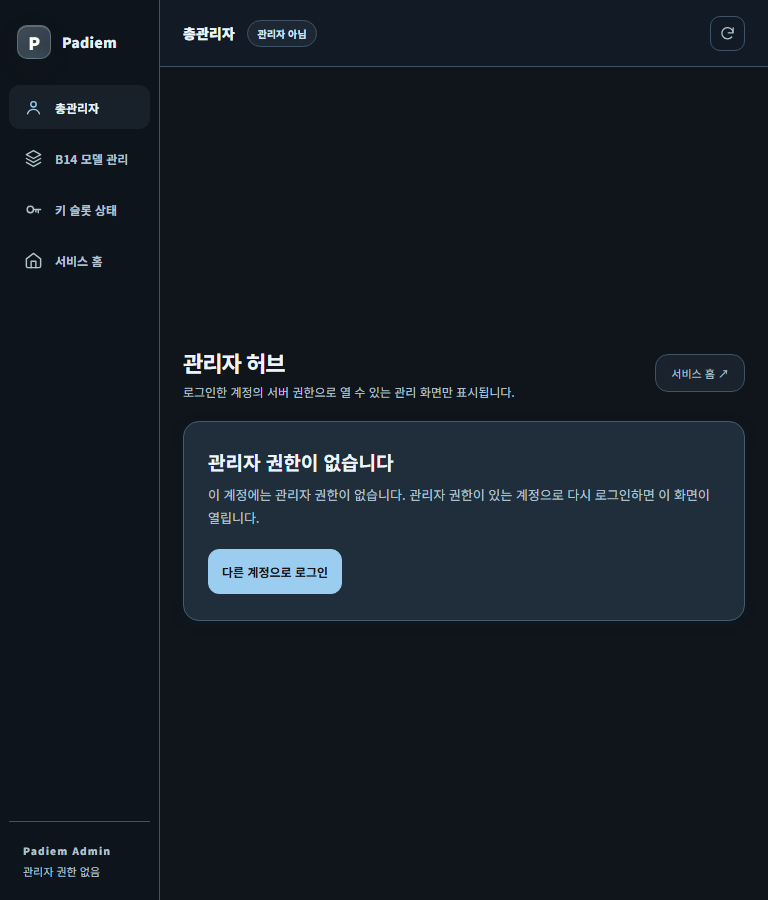 P Padiem
총관리자
B14 모델 관리
키 슬롯 상태
서비스 홈
Padiem Admin
관리자 권한 없음
총관리자 관리자 아님
관리자 허브
로그인한 계정의 서버 권한으로 열 수 있는 관리 화면만 표시됩니다.
서비스 홈 ↗
관리자 권한이 없습니다
이 계정에는 관리자 권한이 없습니다. 관리자 권한이 있는 계정으로 다시 로그인하면 이 화면이
열립니다.
다른 계정으로 로그인